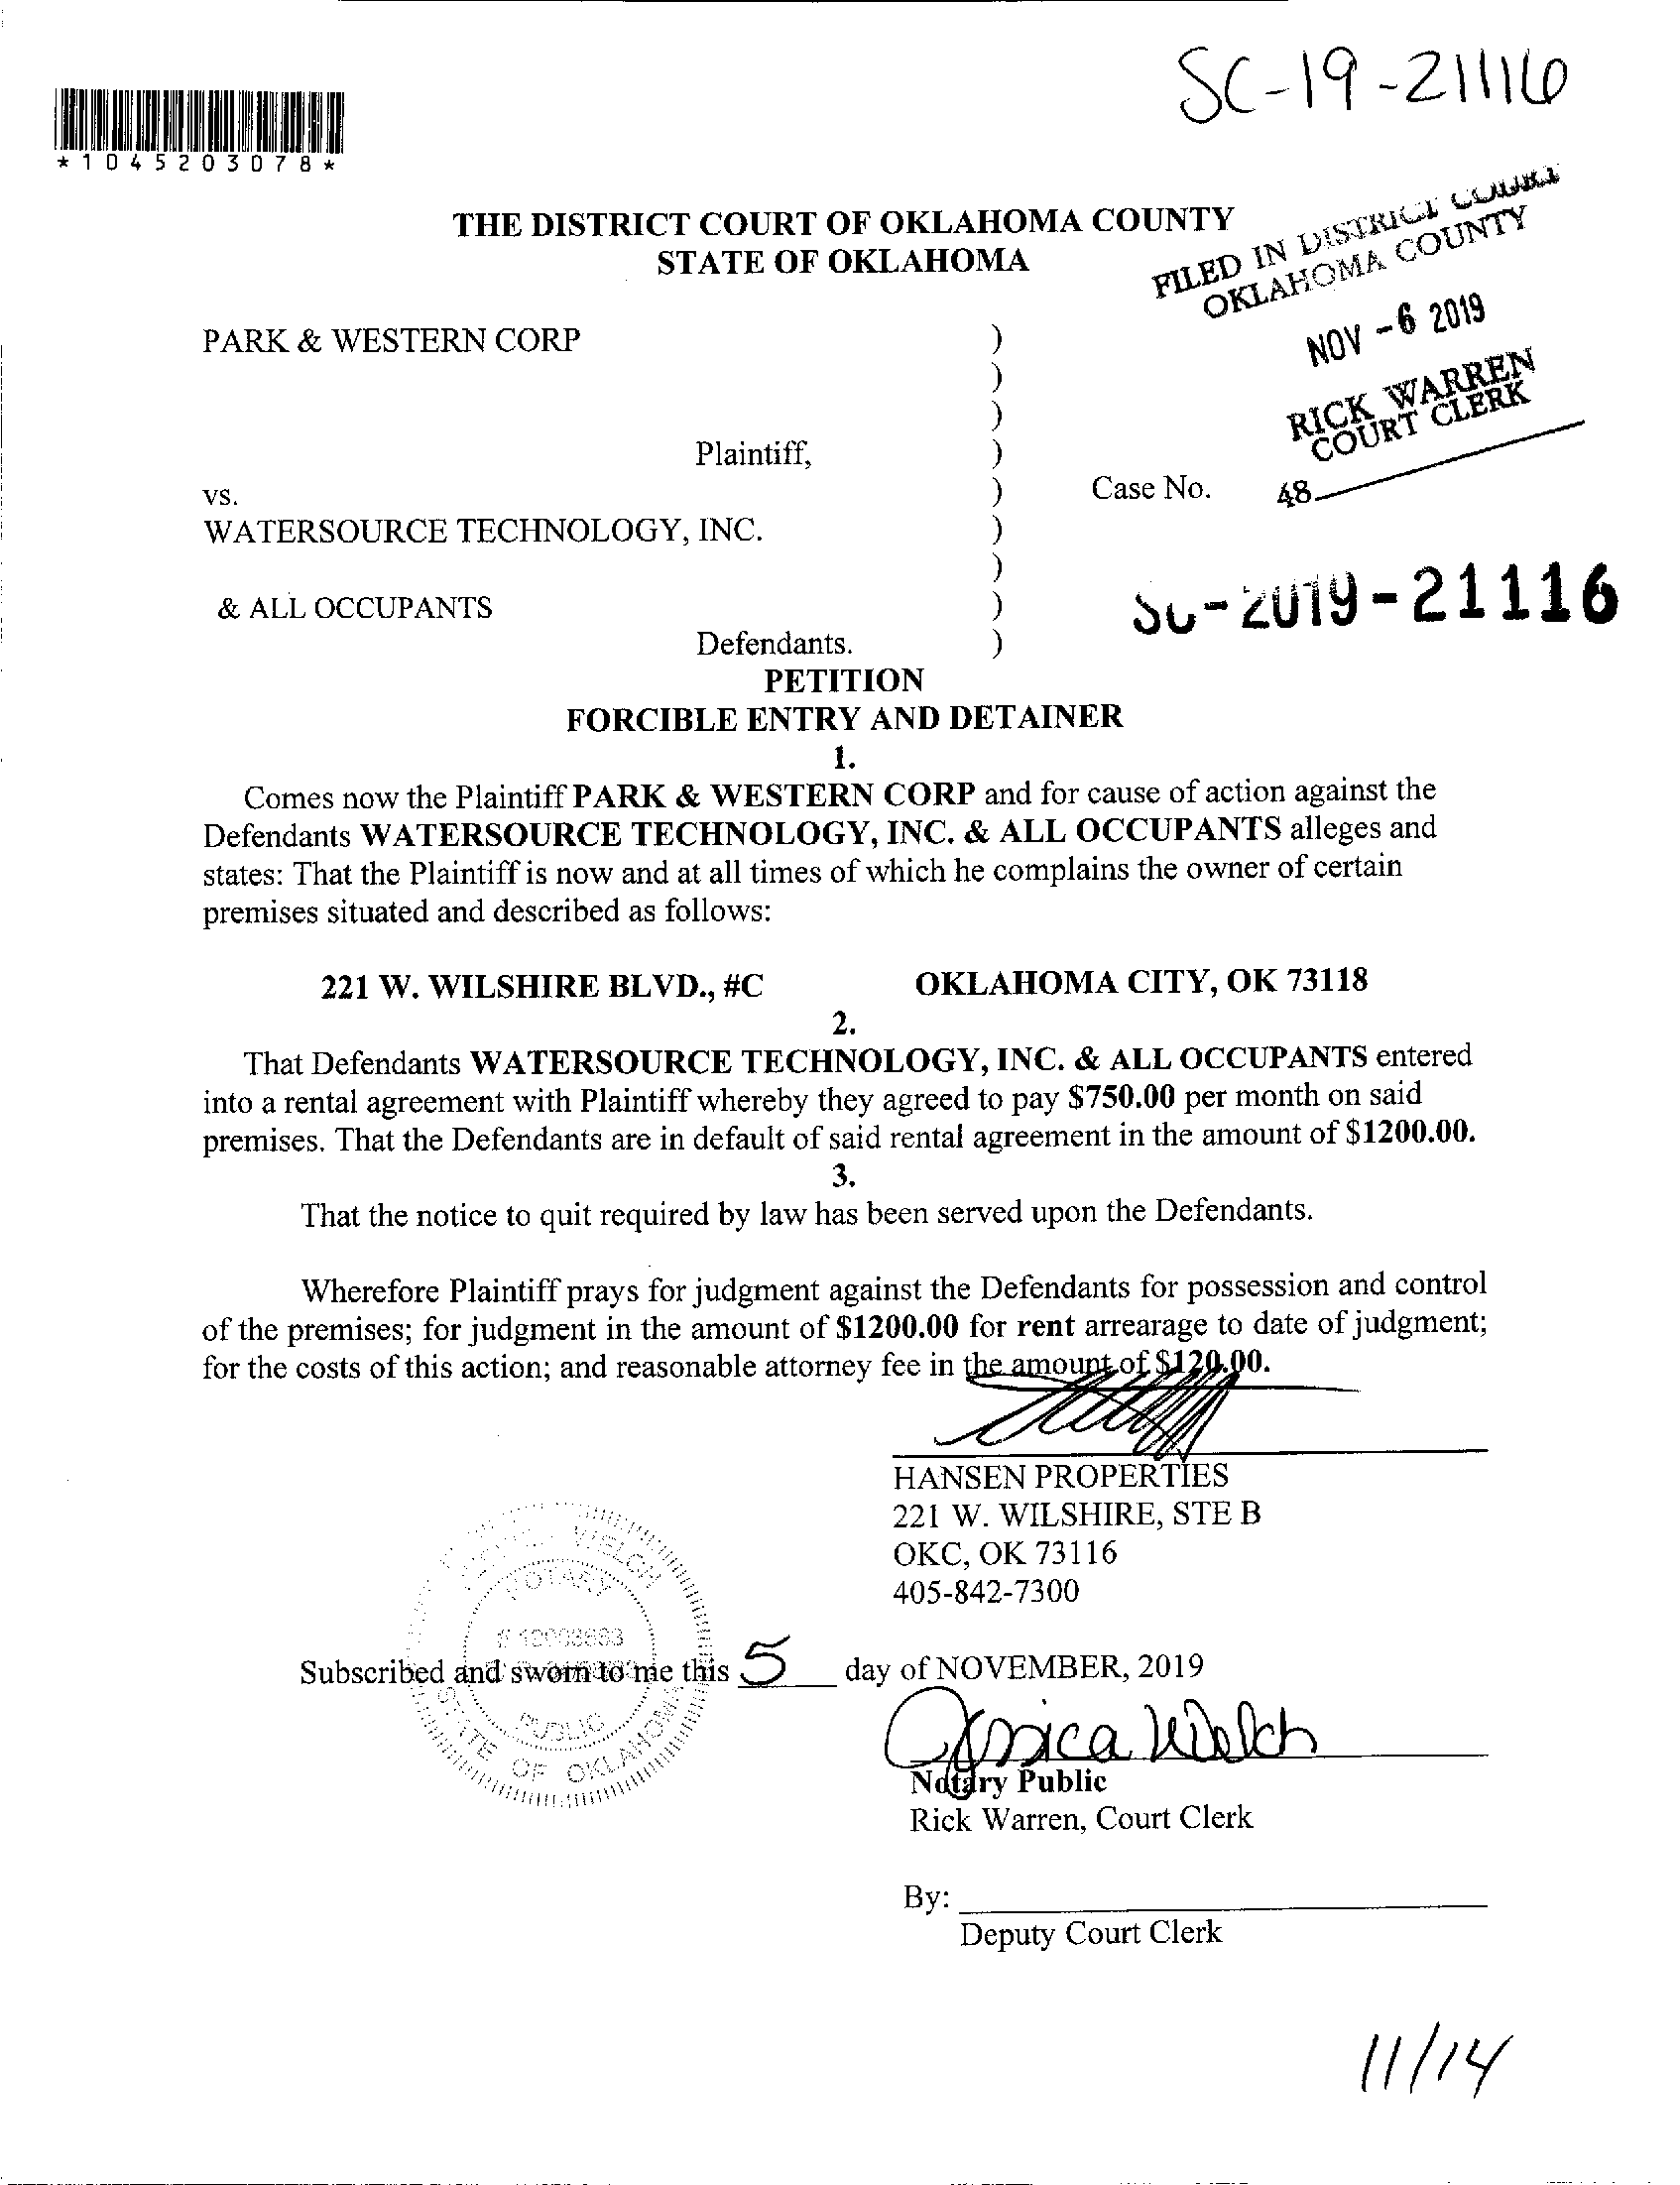 SC-19-21116
*1045203078*
THE DISTRICT COURT OF OKLAHOMA COUNTY
STATE OF OKLAHOMA
FILED IN DISTRICT COURT
OKLAHOMA COUNTY
NOV -6 2019
RICK WARREN
COURT CLERK
48
PARK & WESTERN CORP )
)
)
Plaintiff, )
vs. ) Case No.
WATERSOURCE TECHNOLOGY, INC. )
)
& ALL OCCUPANTS ) SC-2019-21116
Defendants. )
PETITION
FORCIBLE ENTRY AND DETAINER
1.
Comes now the Plaintiff PARK & WESTERN CORP and for cause of action against the
Defendants WATERSOURCE TECHNOLOGY, INC. & ALL OCCUPANTS alleges and
states: That the Plaintiff is now and at all times of which he complains the owner of certain
premises situated and described as follows:
221 W. WILSHIRE BLVD., #C OKLAHOMA CITY, OK 73118
2.
That Defendants WATERSOURCE TECHNOLOGY, INC. & ALL OCCUPANTS entered
into a rental agreement with Plaintiff whereby they agreed to pay $750.00 per month on said
premises. That the Defendants are in default of said rental agreement in the amount of $1200.00.
3.
That the notice to quit required by law has been served upon the Defendants.
Wherefore Plaintiff prays for judgment against the Defendants for possession and control
of the premises; for judgment in the amount of $1200.00 for rent arrearage to date of judgment;
for the costs of this action; and reasonable attorney fee in the amount of $120.00.
HANSEN PROPERTIES
221 W. WILSHIRE, STE B
OKC, OK 73116
405-842-7300
WELCH
NOTARY
PUBLIC
STATE OF OKLAHOMA
Subscribed and sworn to me this 5 day of NOVEMBER, 2019
Jessica Welch
Notary Public
Rick Warren, Court Clerk
By:
Deputy Court Clerk
11/14